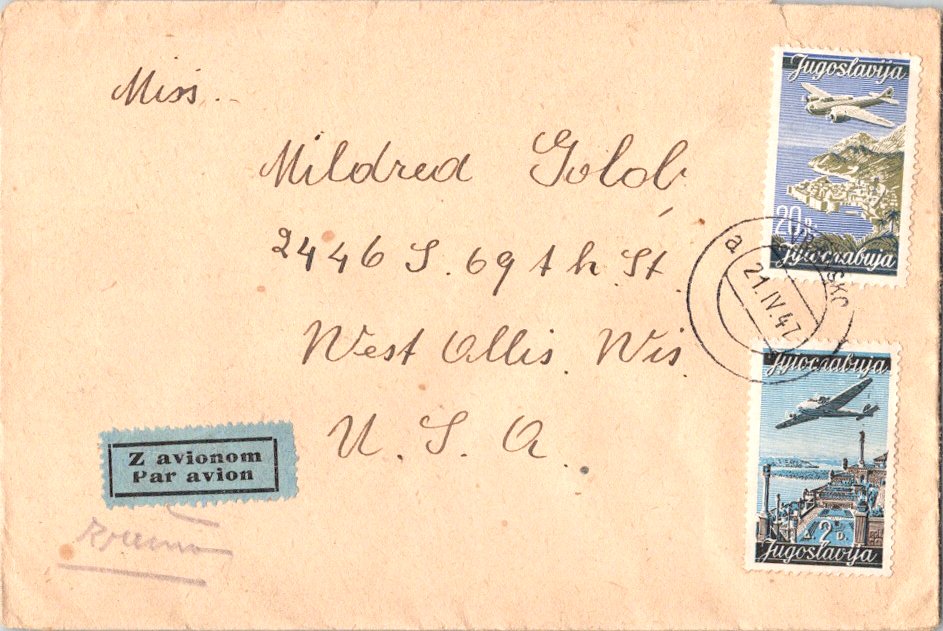 Miss.
Mildred Golob
2446 S. 69th St.
West Allis. Wis.
U. S. A.
Z avionom
Par avion
Jugoslavija
20
Југославија
a
21.IV.47
Југославија
2
Jugoslavija